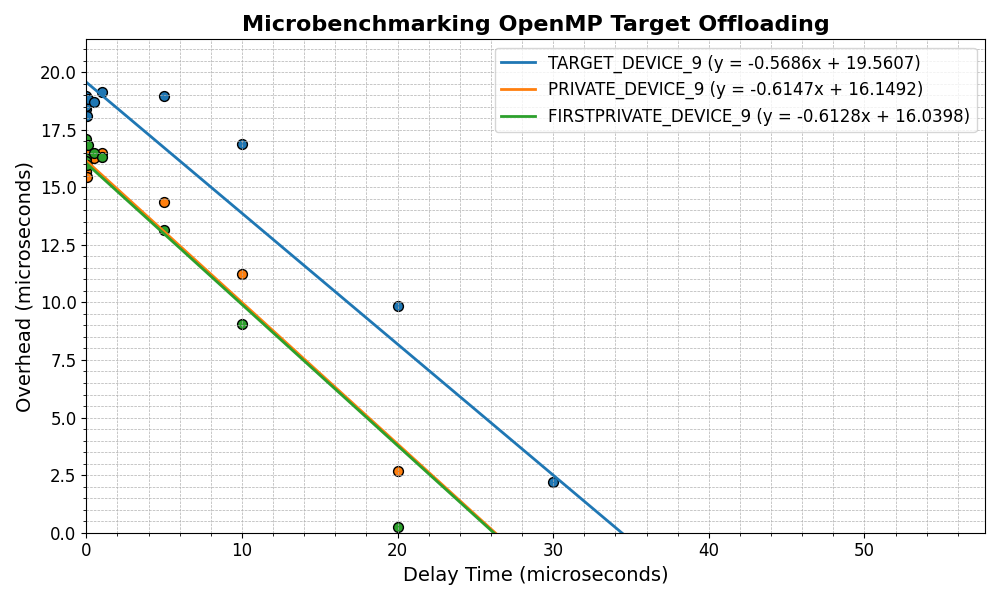 Microbenchmarking OpenMP Target Offloading
TARGET_DEVICE_9 (y = -0.5686x + 19.5607)
PRIVATE_DEVICE_9 (y = -0.6147x + 16.1492)
FIRSTPRIVATE_DEVICE_9 (y = -0.6128x + 16.0398)
Overhead (microseconds)
20.0
17.5
15.0
12.5
10.0
7.5
5.0
2.5
0.0
0 10 20 30 40 50
Delay Time (microseconds)